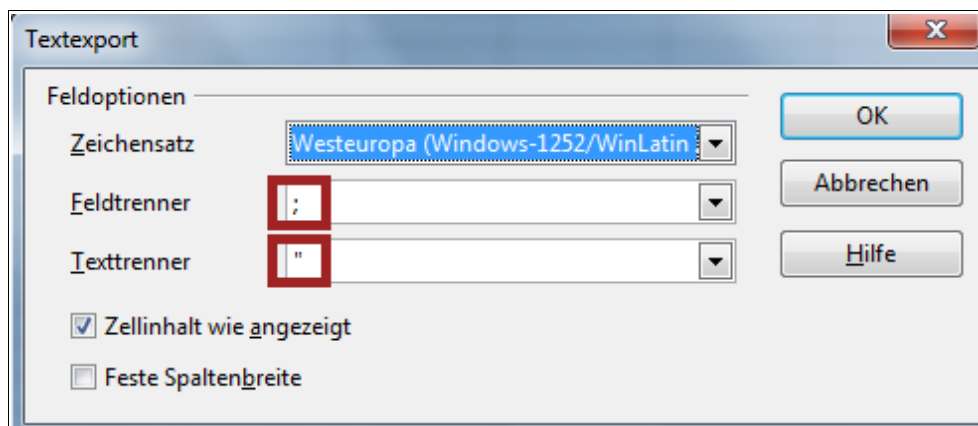 Textexport
Feldoptionen
OK
Zeichensatz
Westeuropa (Windows-1252/WinLatin
Abbrechen
Feldtrenner
;
Texttrenner
"
Hilfe
Zellinhalt wie angezeigt
Feste Spaltenbreite